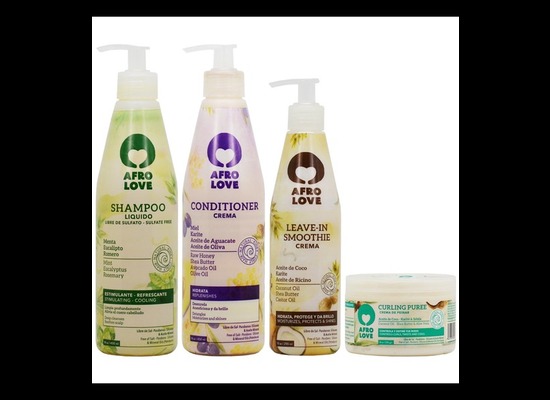 AFRO
LOVE
SHAMPOO
LIQUIDO
LIBRE DE SULFATO - SULFATE FREE
Menta
Eucalipto
Romero
Mint
Eucalyptus
Rosemary
ESTIMULANTE - REFRESCANTE
STIMULATING - COOLING
AFRO
LOVE
CONDITIONER
CREMA
Miel
Karite
Aceite de Aguacate
Aceite de Oliva
Raw Honey
Shea Butter
Avocado Oil
Olive Oil
HIDRATA
REPLENISHES
AFRO
LOVE
LEAVE-IN
SMOOTHIE
CREMA
Aceite de Coco
Karite
Aceite de Ricino
Coconut Oil
Shea Butter
Castor Oil
HIDRATA, PROTEGE Y DA BRILLO
MOISTURIZES, PROTECTS & SHINES
AFRO
LOVE
CURLING PUREE
CREMA DE PEINAR